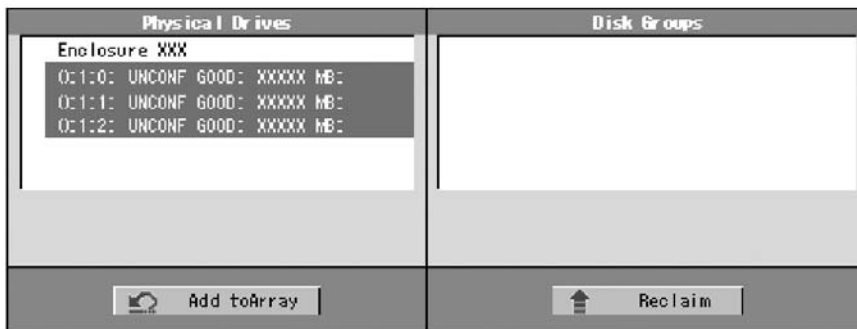 Physical Drives
Enclosure XXX
0:1:0: UNCONF GOOD: XXXXX MB:
0:1:1: UNCONF GOOD: XXXXX MB:
0:1:2: UNCONF GOOD: XXXXX MB:
Add toArray
Disk Groups
Reclaim